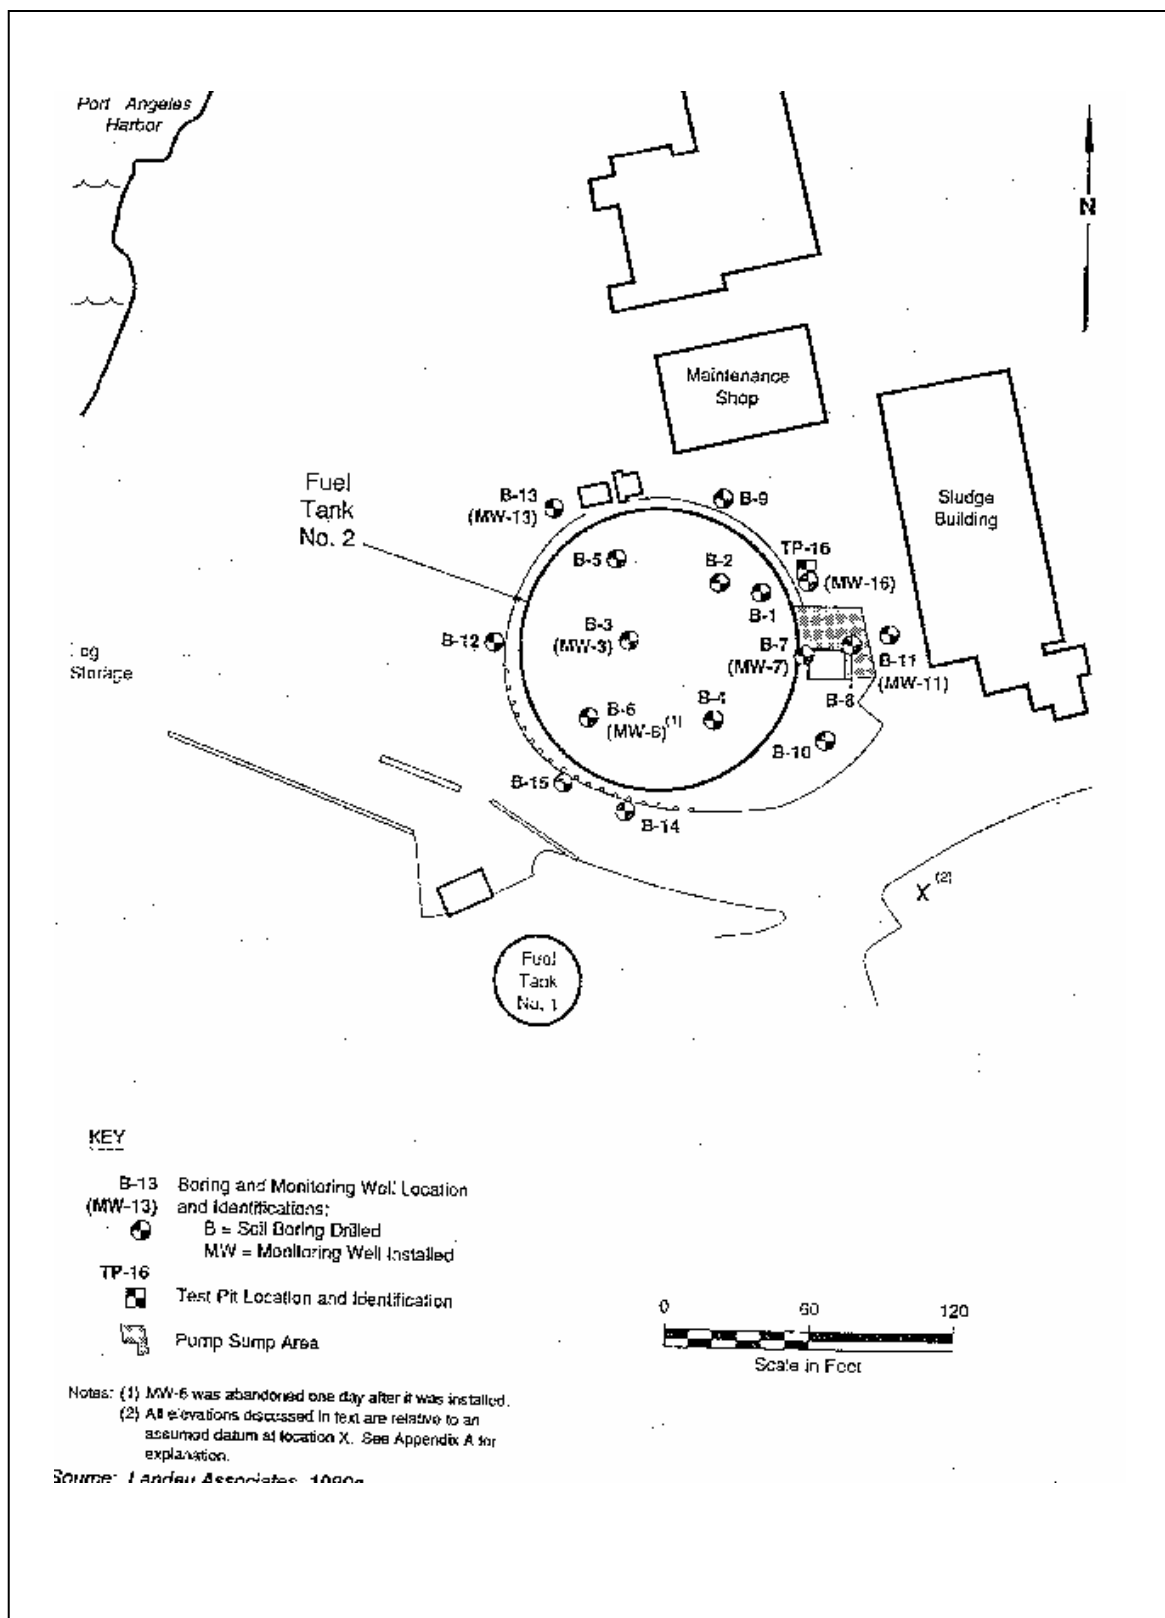 Port Angeles
Harbor
N
Maintenance
Shop
Sludge
Building
Fuel
Tank
No. 2
B-13
(MW-13)
B-9
TP-16
(MW-16)
B-5
B-2
B-1
B-3
(MW-3)
B-12
B-7
(MW-7)
B-11
(MW-11)
B-8
Storage
B-6
(MW-6)(1)
B-4
B-10
B-15
B-14
X (2)
Fuel
Tank
No. 1
KEY
B-13 Boring and Monitoring Well Location
(MW-13) and Identifications:
B = Soil Boring Drilled
MW = Monitoring Well Installed
TP-16
Test Pit Location and Identification
Pump Sump Area
0 60 120
Scale in Feet
Notes: (1) MW-6 was abandoned one day after it was installed.
(2) All elevations discussed in text are relative to an
assumed datum at location X. See Appendix A for
explanation.
Source: Landau Associates